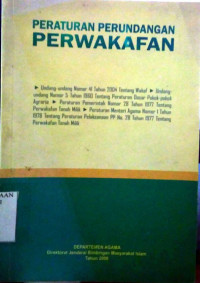 PERATURAN PERUNDANGAN
PERWAKAFAN
► Undang-undang Nomor 41 Tahun 2004 Tentang Wakaf ► Undang-
undang Nomor 5 Tahun 1960 Tentang Peraturan Dasar Pokok-pokok
Agraria ► Peraturan Pemerintah Nomor 28 Tahun 1977 Tentang
Perwakafan Tanah Milik ► Peraturan Menteri Agama Nomor 1 Tahun
1978 Tentang Peraturan Pelaksanaan PP No. 28 Tahun 1977 Tentang
Perwakafan Tanah Milik
AAN
DEPARTEMEN AGAMA
Direktorat Jenderal Bimbingan Masyarakat Islam
Tahun